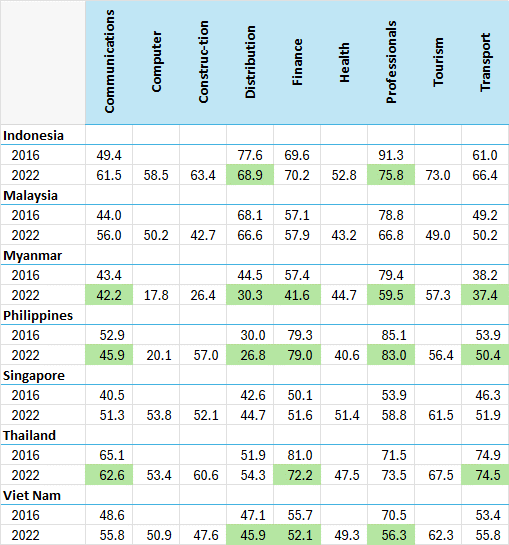 Communications Computer Construc-tion Distribution Finance Health Professionals Tourism Transport
Indonesia
2016 49.4 77.6 69.6 91.3 61.0
2022 61.5 58.5 63.4 68.9 70.2 52.8 75.8 73.0 66.4
Malaysia
2016 44.0 68.1 57.1 78.8 49.2
2022 56.0 50.2 42.7 66.6 57.9 43.2 66.8 49.0 50.2
Myanmar
2016 43.4 44.5 57.4 79.4 38.2
2022 42.2 17.8 26.4 30.3 41.6 44.7 59.5 57.3 37.4
Philippines
2016 52.9 30.0 79.3 85.1 53.9
2022 45.9 20.1 57.0 26.8 79.0 40.6 83.0 56.4 50.4
Singapore
2016 40.5 42.6 50.1 53.9 46.3
2022 51.3 53.8 52.1 44.7 51.6 51.4 58.8 61.5 51.9
Thailand
2016 65.1 51.9 81.0 71.5 74.9
2022 62.6 53.4 60.6 54.3 72.2 47.5 73.5 67.5 74.5
Viet Nam
2016 48.6 47.1 55.7 70.5 53.4
2022 55.8 50.9 47.6 45.9 52.1 49.3 56.3 62.3 55.8